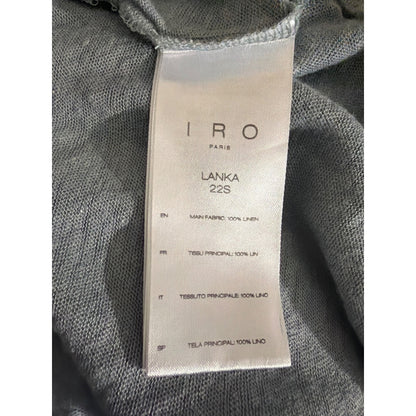 IRO
PARIS
LANKA
22S
EN MAIN FABRIC: 100% LINEN
FR TISSU PRINCIPAL: 100% LIN
IT TESSUTO PRINCIPALE: 100% LINO
SP TELA PRINCIPAL: 100% LINO